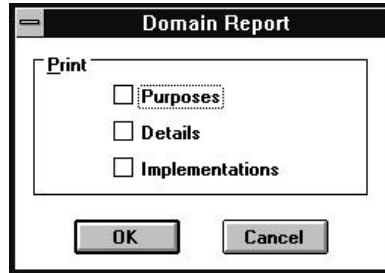 Domain Report
Print
Purposes
Details
Implementations
OK Cancel